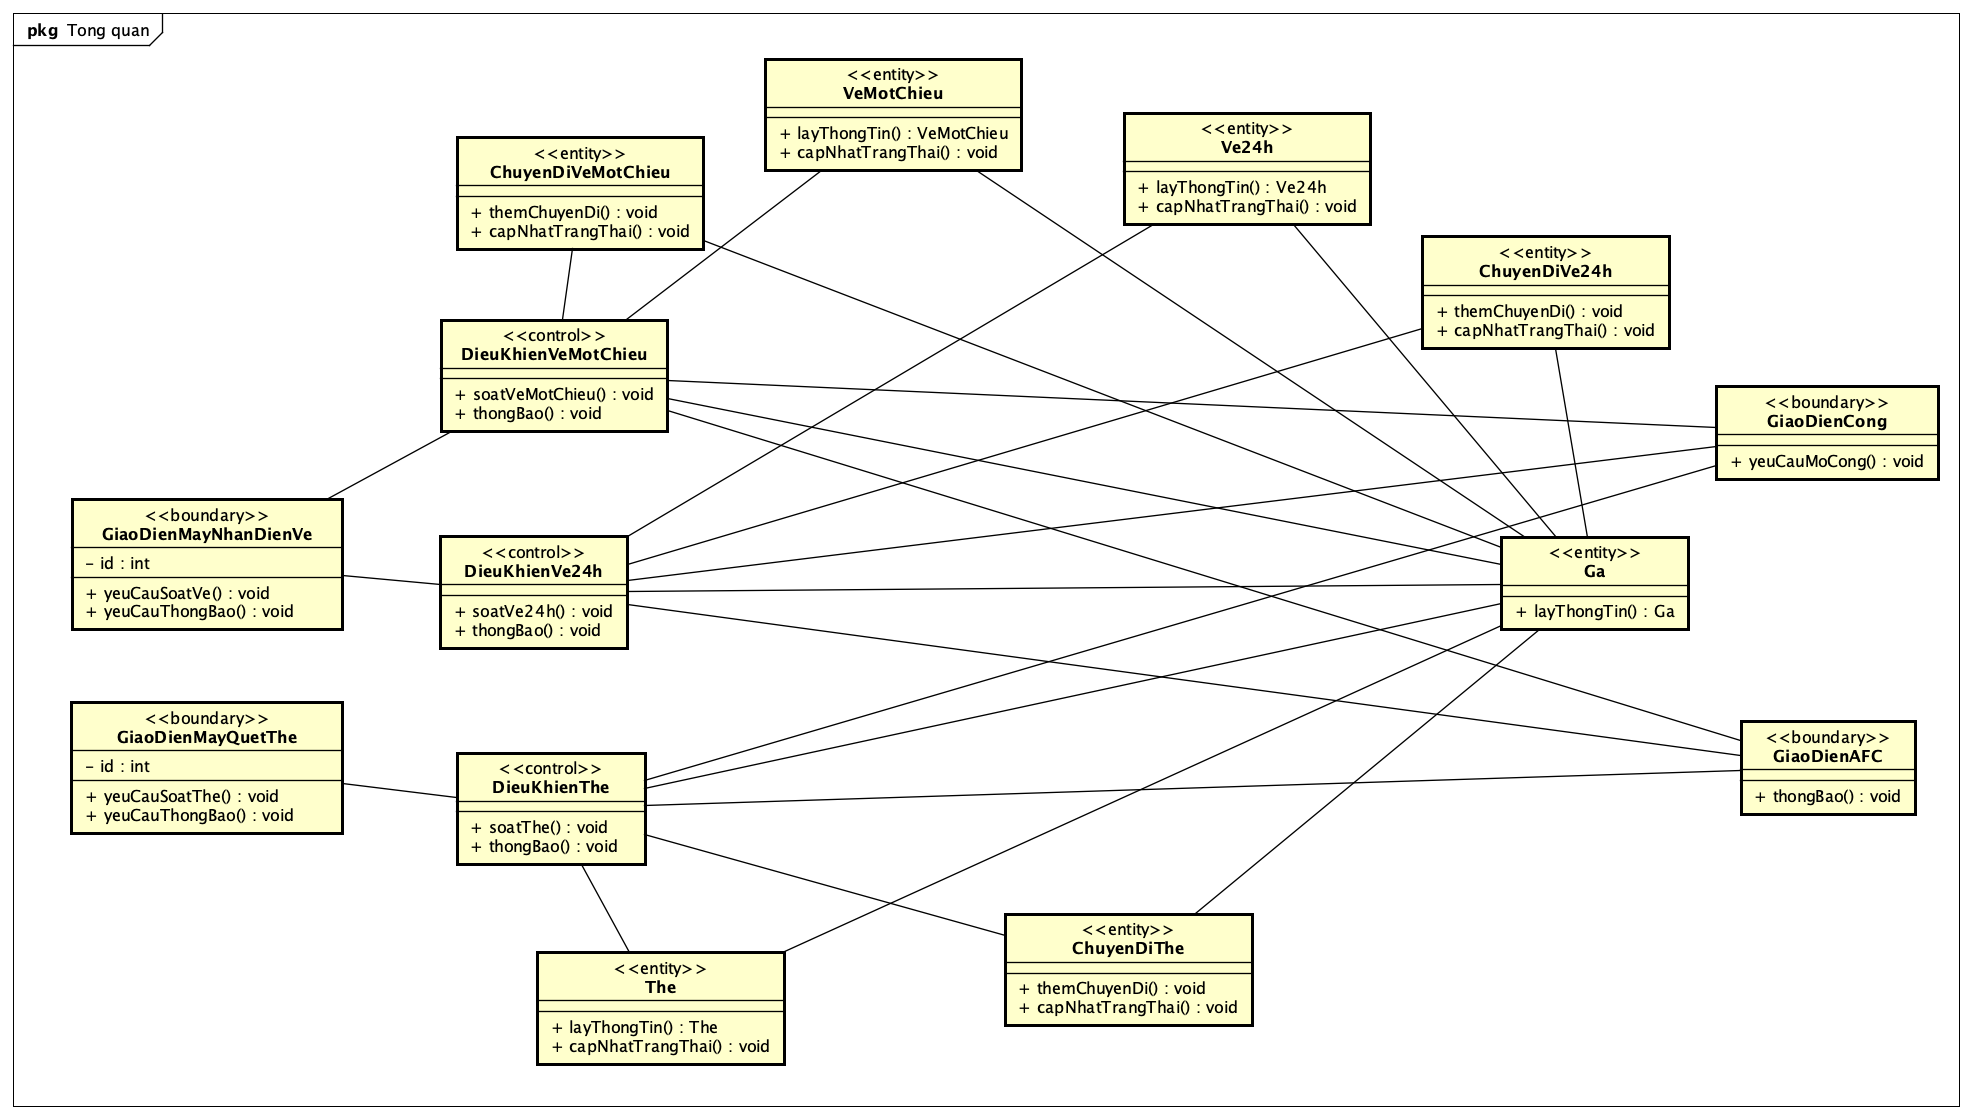 pkg Tong quan
<<entity>>
VeMotChieu
+ layThongTin() : VeMotChieu
+ capNhatTrangThai() : void
<<entity>>
Ve24h
+ layThongTin() : Ve24h
+ capNhatTrangThai() : void
<<entity>>
ChuyenDiVeMotChieu
+ themChuyenDi() : void
+ capNhatTrangThai() : void
<<entity>>
ChuyenDiVe24h
+ themChuyenDi() : void
+ capNhatTrangThai() : void
<<control>>
DieuKhienVeMotChieu
+ soatVeMotChieu() : void
+ thongBao() : void
<<boundary>>
GiaoDienCong
+ yeuCauMoCong() : void
<<boundary>>
GiaoDienMayNhanDienVe
- id : int
+ yeuCauSoatVe() : void
+ yeuCauThongBao() : void
<<control>>
DieuKhienVe24h
+ soatVe24h() : void
+ thongBao() : void
<<entity>>
Ga
+ layThongTin() : Ga
<<boundary>>
GiaoDienMayQuetThe
- id : int
+ yeuCauSoatThe() : void
+ yeuCauThongBao() : void
<<control>>
DieuKhienThe
+ soatThe() : void
+ thongBao() : void
<<boundary>>
GiaoDienAFC
+ thongBao() : void
<<entity>>
The
+ layThongTin() : The
+ capNhatTrangThai() : void
<<entity>>
ChuyenDiThe
+ themChuyenDi() : void
+ capNhatTrangThai() : void